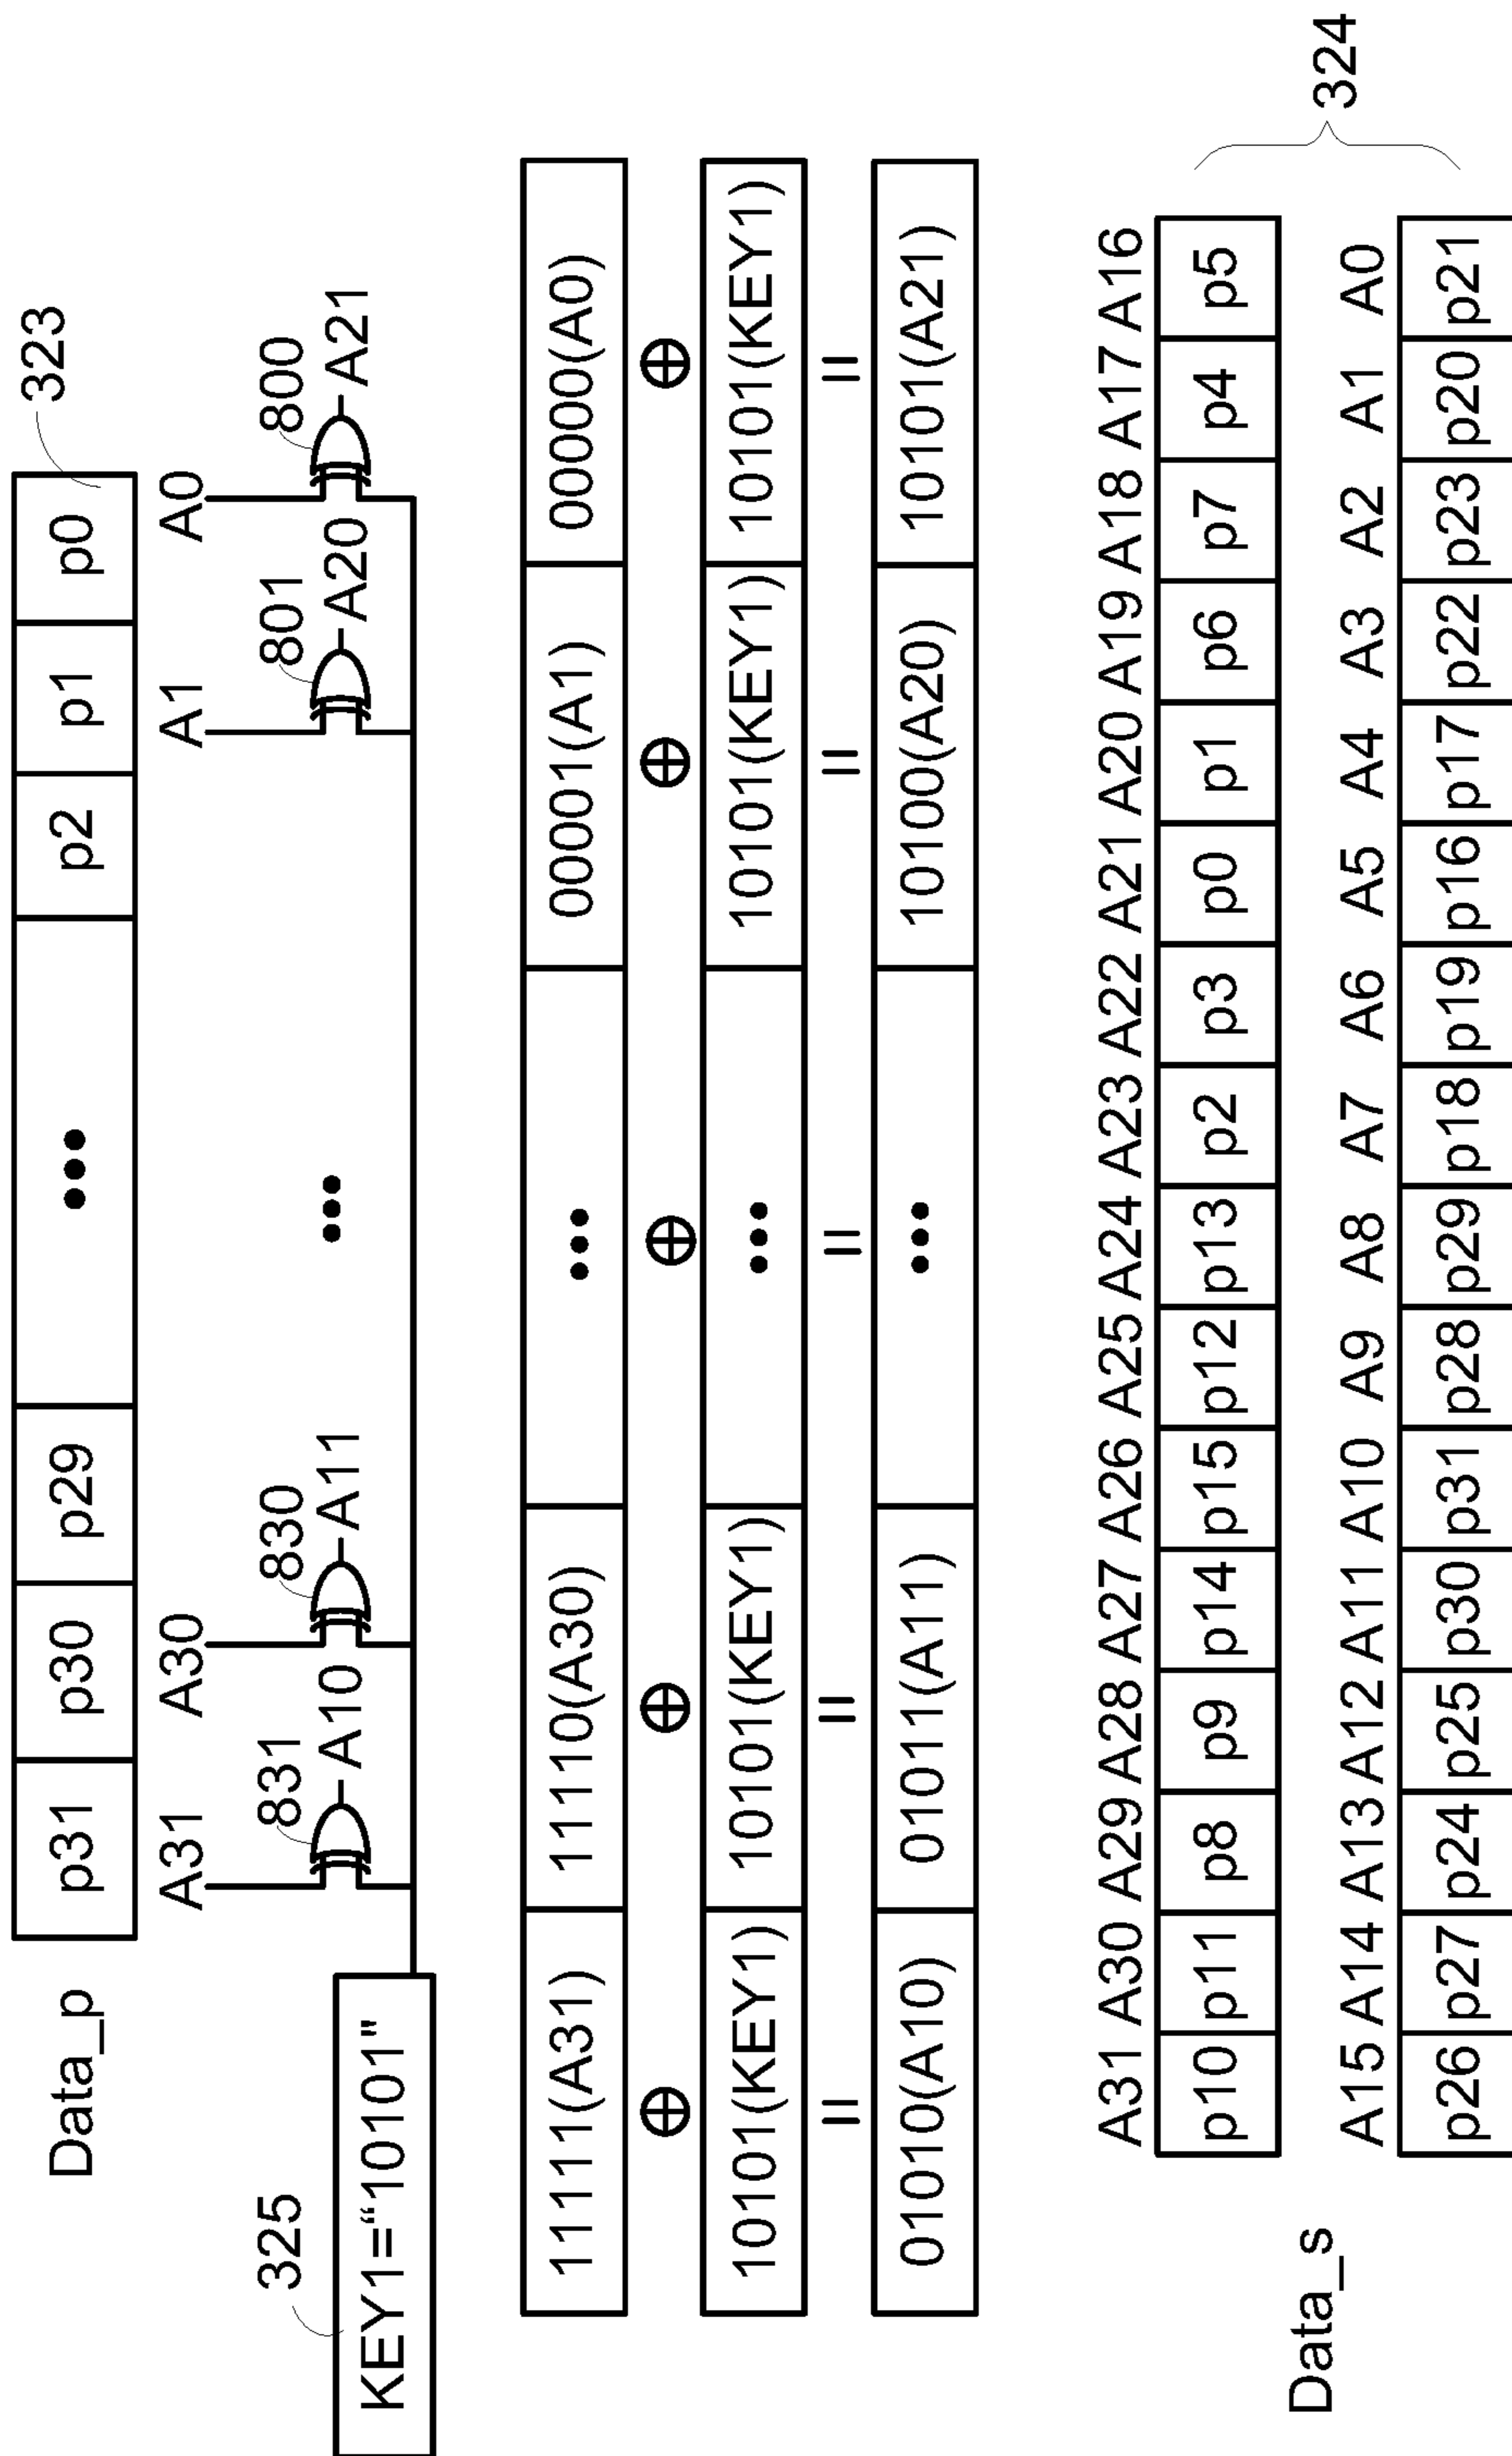 323
Data_p
p31 p30 p29 ••• p2 p1 p0
A31 A30 A1 A0
325 831 830 ••• 801 800
A10 A11 A20 A21
KEY1=“10101"
11111(A31) 11110(A30) ••• 00001(A1) 00000(A0)
⊕ ⊕ ⊕ ⊕ ⊕
10101(KEY1) 10101(KEY1) ••• 10101(KEY1) 10101(KEY1)
= = = = =
01010(A10) 01011(A11) ••• 10100(A20) 10101(A21)
A31 A30 A29 A28 A27 A26 A25 A24 A23 A22 A21 A20 A19 A18 A17 A16
p10 p11 p8 p9 p14 p15 p12 p13 p2 p3 p0 p1 p6 p7 p4 p5
Data_s
324
A15 A14 A13 A12 A11 A10 A9 A8 A7 A6 A5 A4 A3 A2 A1 A0
p26 p27 p24 p25 p30 p31 p28 p29 p18 p19 p16 p17 p22 p23 p20 p21